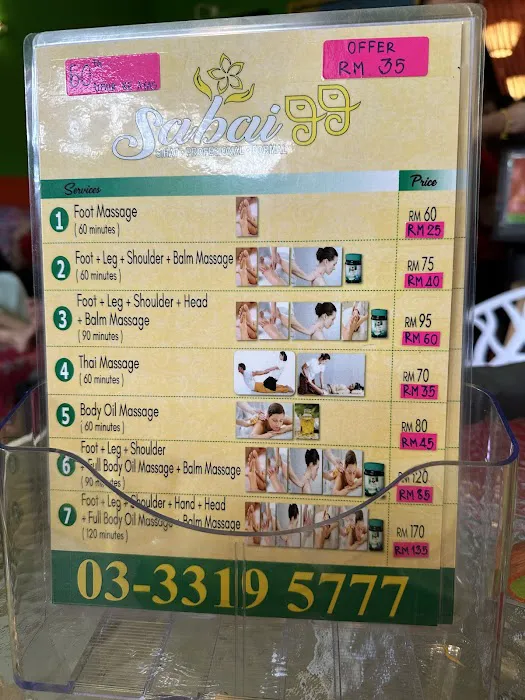 OFFER
RM 35
Sabai 99
Services Price
1 Foot Massage
( 60 minutes )
RM 60
RM 25
2 Foot + Leg + Shoulder + Balm Massage
( 60 minutes )
RM 75
RM 40
3 Foot + Leg + Shoulder + Head
+ Balm Massage
( 90 minutes )
RM 95
RM 60
4 Thai Massage
( 60 minutes )
RM 70
RM 35
5 Body Oil Massage
( 60 minutes )
RM 80
RM 45
6 Foot + Leg + Shoulder
+ Full Body Oil Massage + Balm Massage
( 90 minutes )
RM 120
RM 85
7 Foot + Leg + Shoulder + Hand + Head
+ Full Body Oil Massage + Balm Massage
(120 minutes )
RM 170
RM 135
03-3319 5777